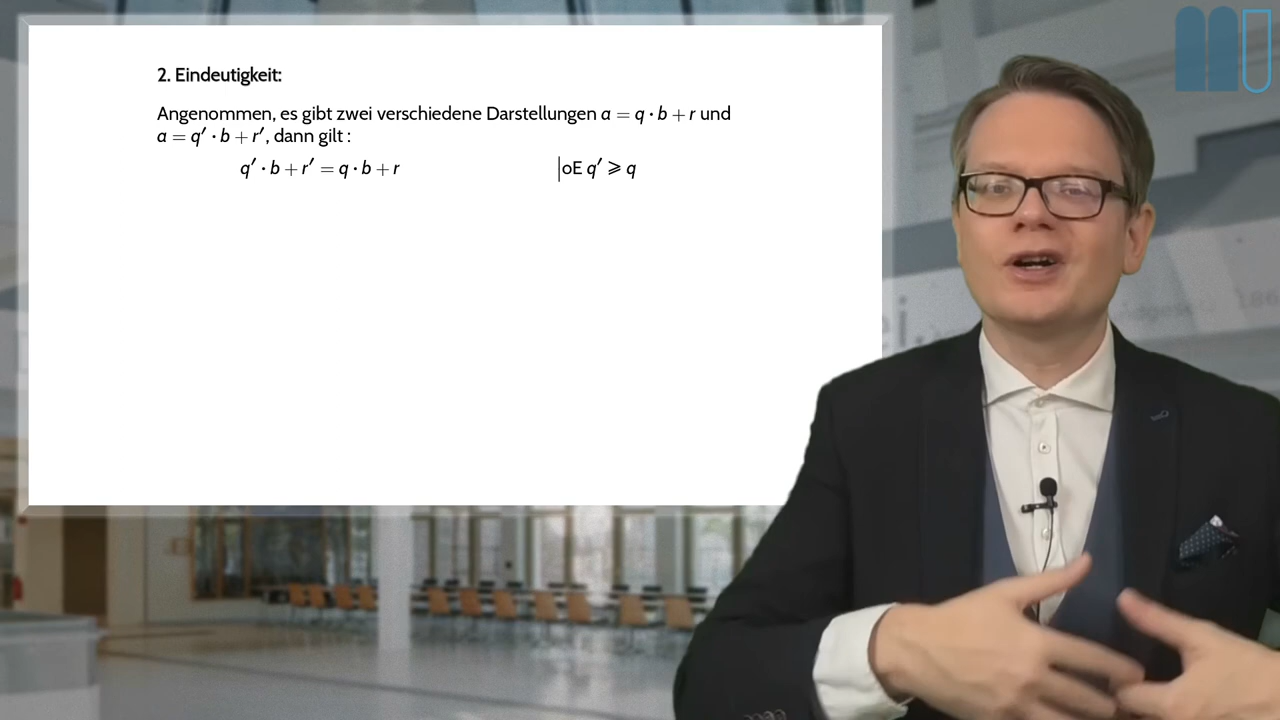 2. Eindeutigkeit:
Angenommen, es gibt zwei verschiedene Darstellungen a = q · b + r und
a = q′ · b + r′, dann gilt :
q′ · b + r′ = q · b + r |oE q′ ⩾ q